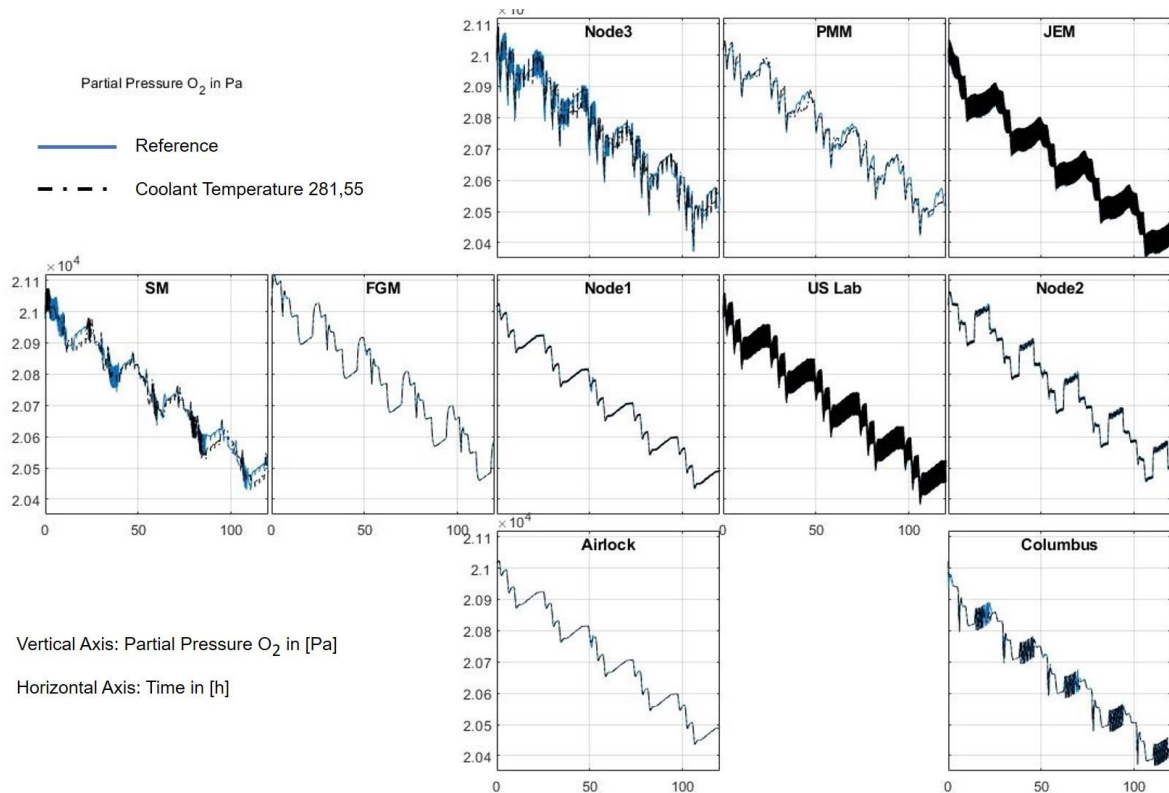 × 10
2.11
Node3
PMM
JEM
2.1
Partial Pressure O2 in Pa
2.09
2.08
Reference
2.07
Coolant Temperature 281,55
2.06
2.05
2.04
× 10⁴
2.11
SM
FGM
Node1
US Lab
Node2
2.1
2.09
2.08
2.07
2.06
2.05
2.04
0 50 100 0 50 100 50 100 0 50 100
× 10⁴
2.11
Airlock
Columbus
2.1
2.09
2.08
2.07
Vertical Axis: Partial Pressure O2 in [Pa]
Horizontal Axis: Time in [h]
2.06
2.05
2.04
0 50 100 0 50 100